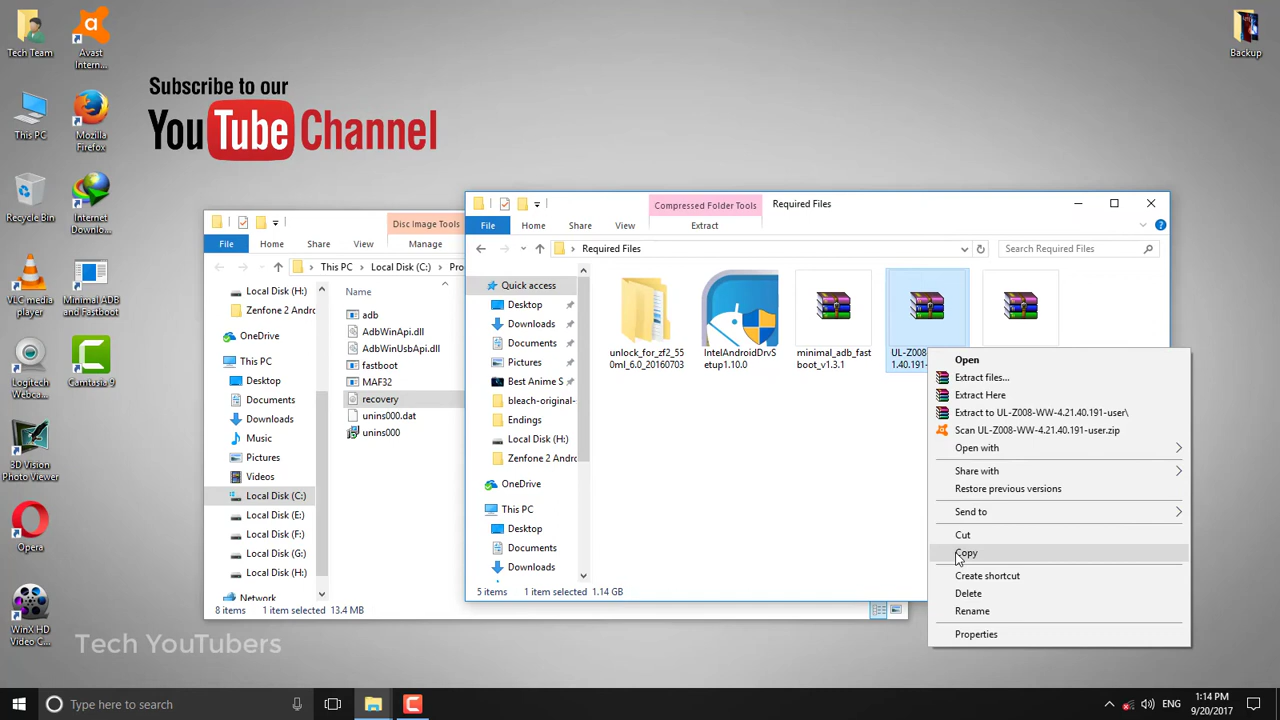 Tech Team
Avast
Intern...
Backup
Subscribe to our
YouTube Channel
This PC
Mozilla
Firefox
Recycle Bin
Internet
Downlo...
VLC media
player
Minimal ADB
and Fastboot
Logitech
Webca...
Camtasia 9
3D Vision
Photo Viewer
Opera
WinX HD
Video C...
Disc Image Tools
File
Home
Share
View
Manage
This PC
Local Disk (C:)
Pro
Local Disk (H:)
Zenfone 2 Andro
OneDrive
This PC
Desktop
Documents
Downloads
Music
Pictures
Videos
Local Disk (C:)
Local Disk (E:)
Local Disk (F:)
Local Disk (G:)
Local Disk (H:)
Network
Name
adb
AdbWinApi.dll
AdbWinUsbApi.dll
fastboot
MAF32
recovery
unins000.dat
unins000
8 items
1 item selected 13.4 MB
Compressed Folder Tools
Required Files
File
Home
Share
View
Extract
Required Files
Search Required Files
Quick access
Desktop
Downloads
Documents
Pictures
Best Anime S
bleach-original-
Endings
Local Disk (H:)
Zenfone 2 Andro
OneDrive
This PC
Desktop
Documents
Downloads
unlock_for_zf2_55
0ml_6.0_20160703
IntelAndroidDrvS
etup1.10.0
minimal_adb_fast
boot_v1.3.1
UL-Z008
1.40.191-
5 items
1 item selected 1.14 GB
Open
Extract files...
Extract Here
Extract to UL-Z008-WW-4.21.40.191-user\
Scan UL-Z008-WW-4.21.40.191-user.zip
Open with
Share with
Restore previous versions
Send to
Cut
Copy
Create shortcut
Delete
Rename
Properties
Tech YouTubers
Type here to search
ENG
1:14 PM
9/20/2017